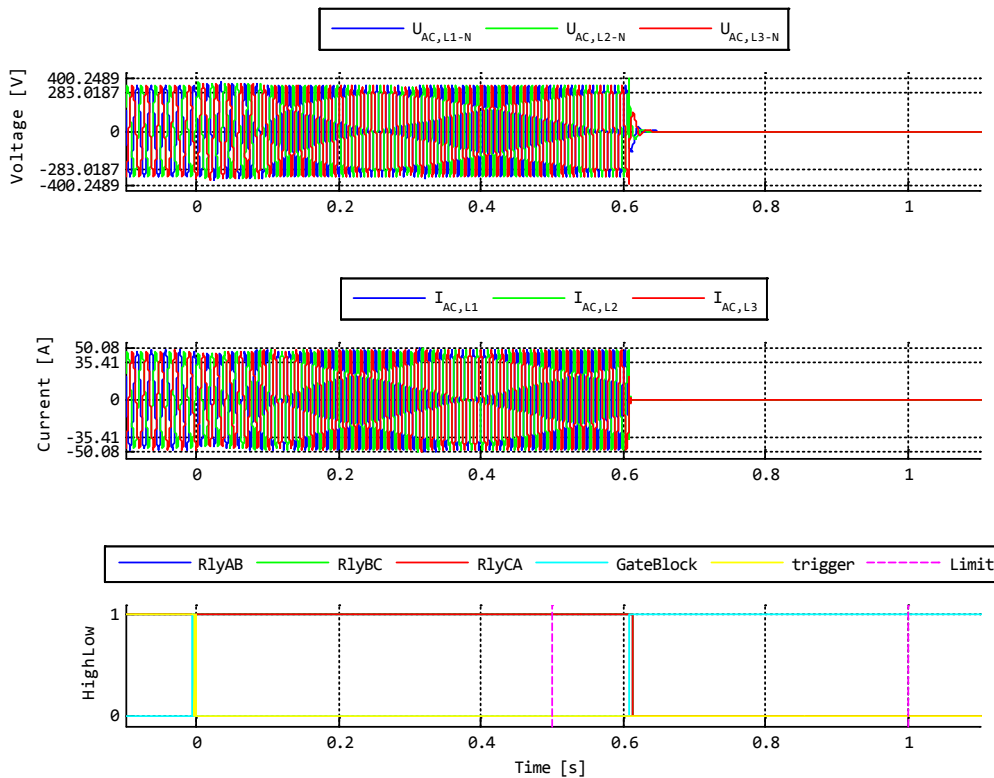 U_AC,L1-N U_AC,L2-N U_AC,L3-N
Voltage [V]
400.2489
283.0187
0
-283.0187
-400.2489
0 0.2 0.4 0.6 0.8 1
I_AC,L1 I_AC,L2 I_AC,L3
Current [A]
50.08
35.41
0
-35.41
-50.08
0 0.2 0.4 0.6 0.8 1
RlyAB RlyBC RlyCA GateBlock trigger Limit
HighLow
1
0
0 0.2 0.4 0.6 0.8 1
Time [s]